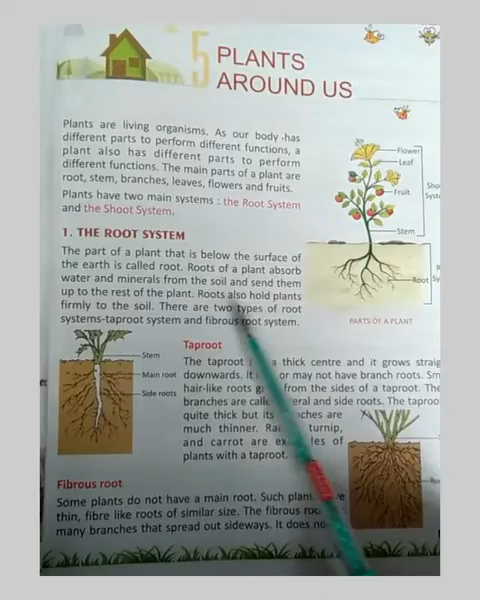 5 PLANTS
AROUND US
Plants are living organisms. As our body has
different parts to perform different functions, a
plant also has different parts to perform
different functions. The main parts of a plant are
root, stem, branches, leaves, flowers and fruits.
Plants have two main systems : the Root System
and the Shoot System.
Flower
Leaf
Fruit
Stem
Root
PARTS OF A PLANT
1. THE ROOT SYSTEM
The part of a plant that is below the surface of
the earth is called root. Roots of a plant absorb
water and minerals from the soil and send them
up to the rest of the plant. Roots also hold plants
firmly to the soil. There are two types of root
systems-taproot system and fibrous root system.
Stem
Main root
Side roots
Taproot
The taproot a thick centre and it grows
downwards. or may not have branch roots.
hair-like roots from the sides of a taproot.
branches are and side roots. The
quite thick but its
much thinner. turnip,
and carrot are of
plants with a taproot.
Fibrous root
Some plants do not have a main root. Such
thin, fibre like roots of similar size. The fibrous
many branches that spread out sideways. It does